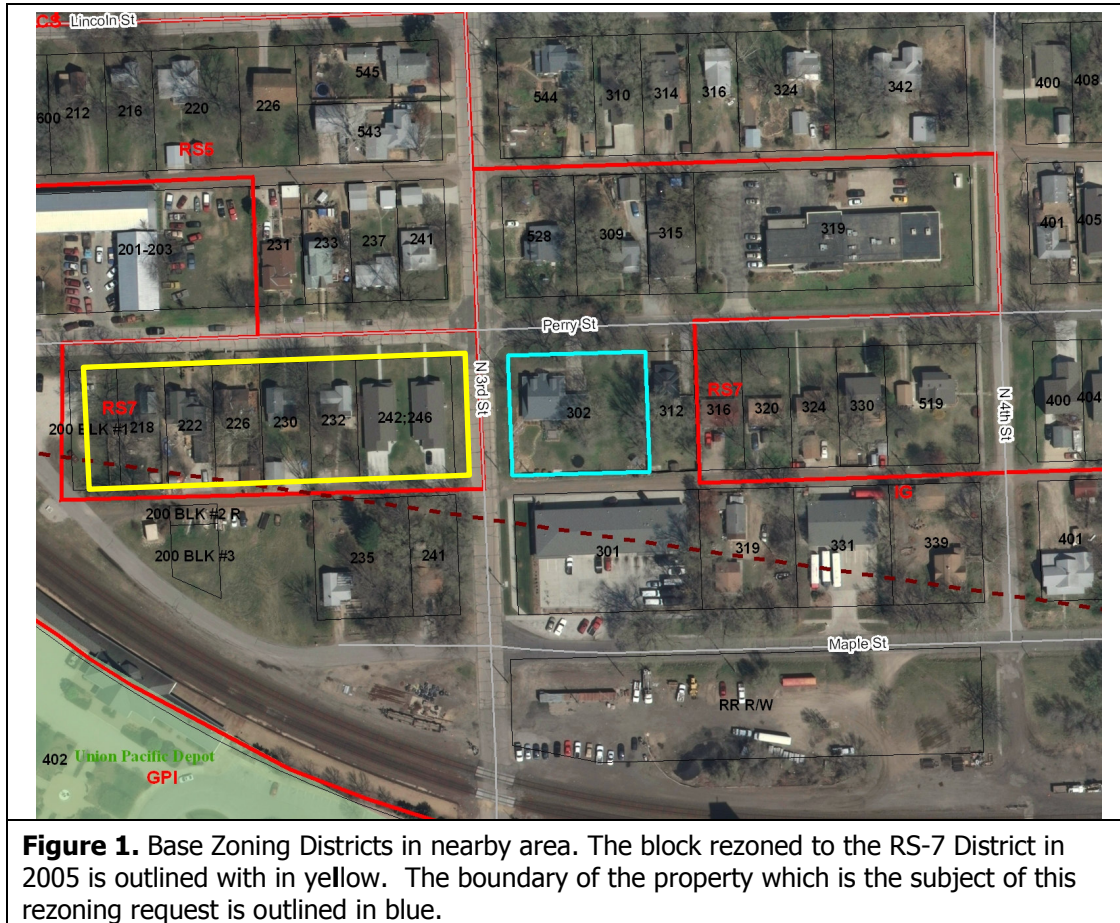 C5 Lincoln St
600 212 216 220 226 545 544 310 314 316 324 342 400 408
543
RS5
201-203 231 233 237 241 528 309 315 319 401 405
Perry St
RS7 200 BLK #1 218 222 226 230 232 242;246 N 3rd St 302 312 RS7 316 320 324 330 519 N 4th St 400 404
200 BLK #2 R IG
200 BLK #3 235 241 301 319 331 339 401
Maple St
RR R/W
402 Union Pacific Depot
GPI
Figure 1. Base Zoning Districts in nearby area. The block rezoned to the RS-7 District in
2005 is outlined with in yellow. The boundary of the property which is the subject of this
rezoning request is outlined in blue.